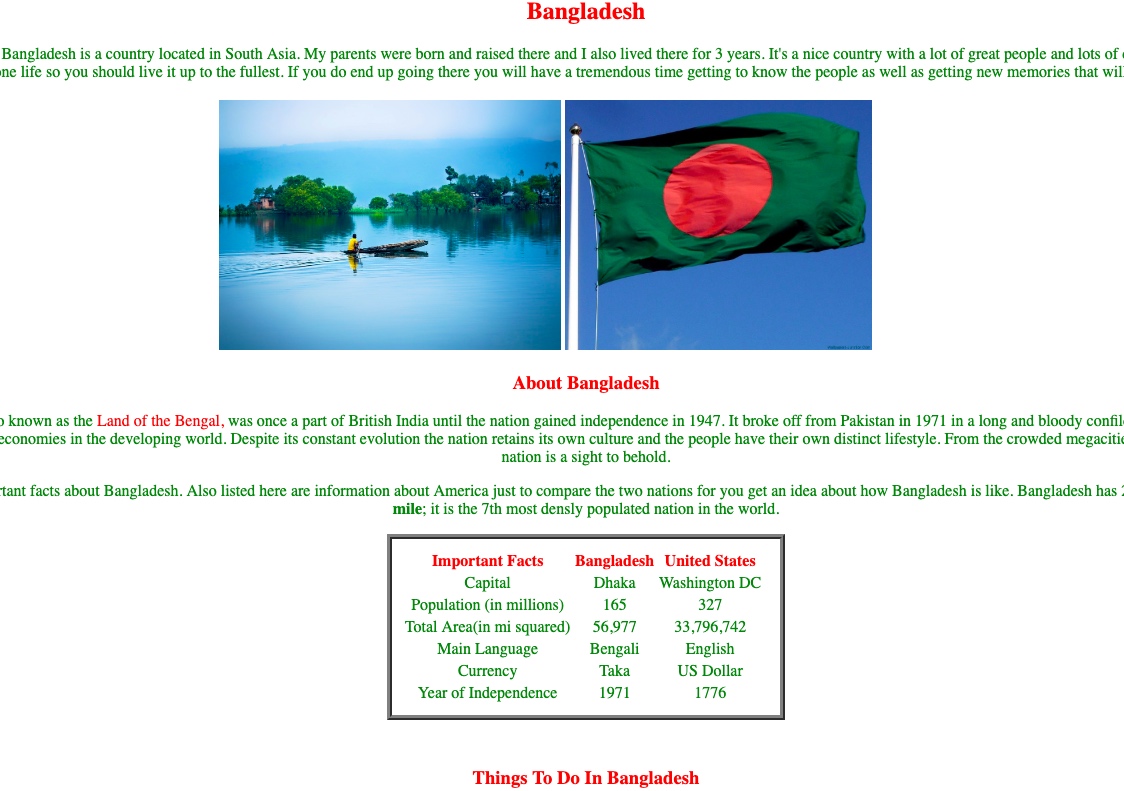 Bangladesh
Bangladesh is a country located in South Asia. My parents were born and raised there and I also lived there for 3 years. It's a nice country with a lot of great people and lots of
one life so you should live it up to the fullest. If you do end up going there you will have a tremendous time getting to know the people as well as getting new memories that will
About Bangladesh
known as the Land of the Bengal, was once a part of British India until the nation gained independence in 1947. It broke off from Pakistan in 1971 in a long and bloody
economies in the developing world. Despite its constant evolution the nation retains its own culture and the people have their own distinct lifestyle. From the crowded
nation is a sight to behold.
facts about Bangladesh. Also listed here are information about America just to compare the two nations for you get an idea about how Bangladesh is like. Bangladesh has
mile; it is the 7th most densly populated nation in the world.
Important Facts Bangladesh United States
Capital Dhaka Washington DC
Population (in millions) 165 327
Total Area(in mi squared) 56,977 33,796,742
Main Language Bengali English
Currency Taka US Dollar
Year of Independence 1971 1776
Things To Do In Bangladesh